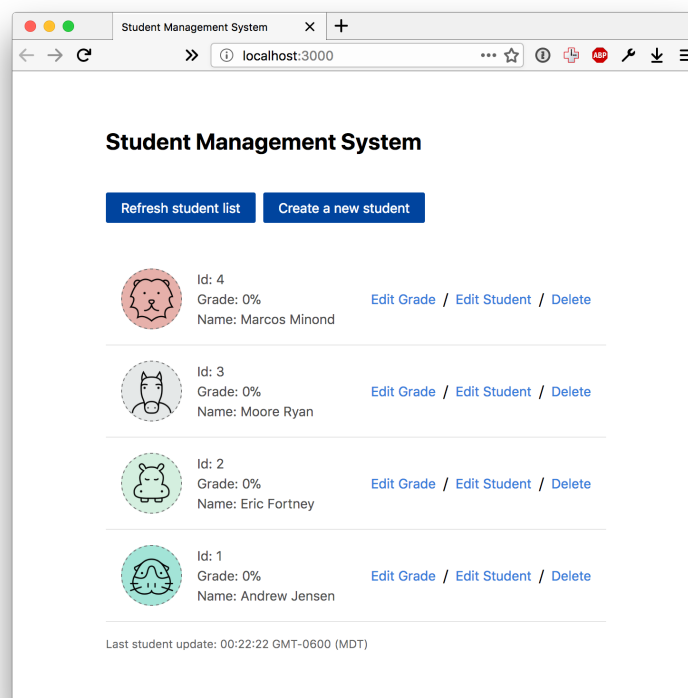 Student Management System
localhost:3000
ABP
Student Management System
Refresh student list Create a new student
Id: 4
Grade: 0%
Name: Marcos Minond
Edit Grade / Edit Student / Delete
Id: 3
Grade: 0%
Name: Moore Ryan
Edit Grade / Edit Student / Delete
Id: 2
Grade: 0%
Name: Eric Fortney
Edit Grade / Edit Student / Delete
Id: 1
Grade: 0%
Name: Andrew Jensen
Edit Grade / Edit Student / Delete
Last student update: 00:22:22 GMT-0600 (MDT)